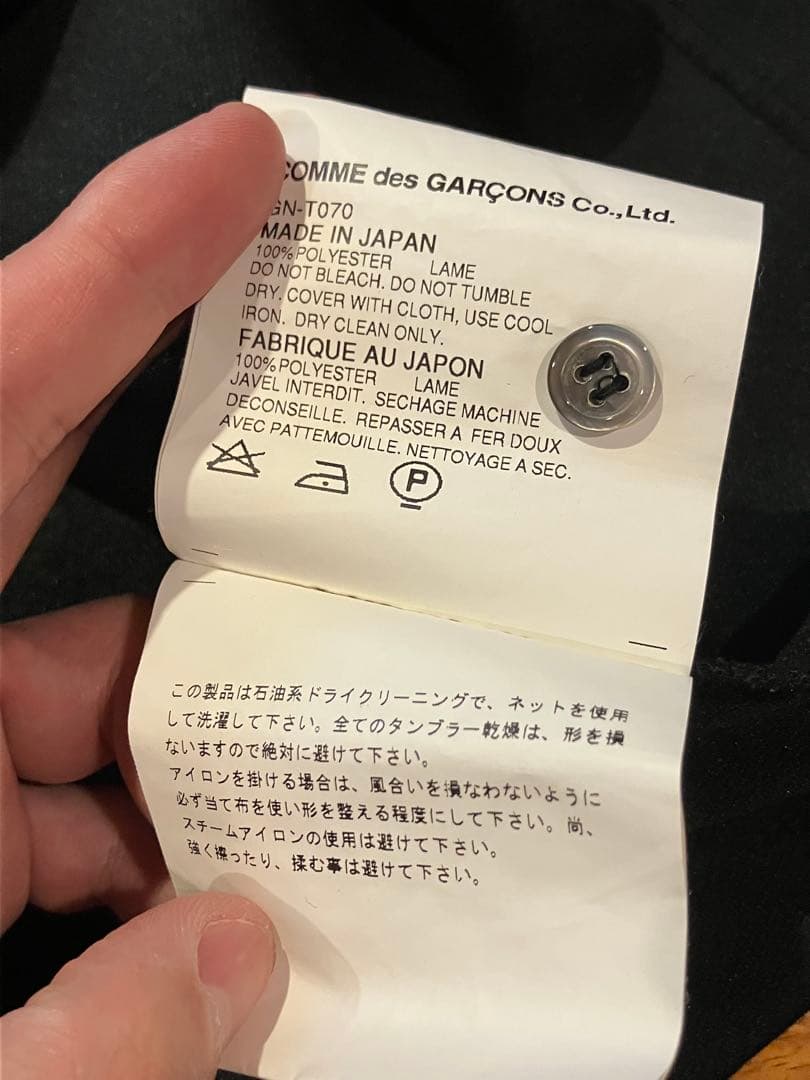 COMME des GARÇONS Co.,Ltd.
GN-T070
MADE IN JAPAN
100%POLYESTER LAME
DO NOT BLEACH. DO NOT TUMBLE
DRY. COVER WITH CLOTH, USE COOL
IRON. DRY CLEAN ONLY.
FABRIQUE AU JAPON
100%POLYESTER LAME
JAVEL INTERDIT. SECHAGE MACHINE
DECONSEILLE. REPASSER A FER DOUX
AVEC PATTEMOUILLE. NETTOYAGE A SEC.
P
この製品は石油系ドライクリーニングで、ネットを使用
して洗濯して下さい。全てのタンブラー乾燥は、形を損
ないますので絶対に避けて下さい。
アイロンを掛ける場合は、風合いを損なわないように
必ず当て布を使い形を整える程度にして下さい。尚、
スチームアイロンの使用は避けて下さい。
強く擦ったり、揉む事は避けて下さい。